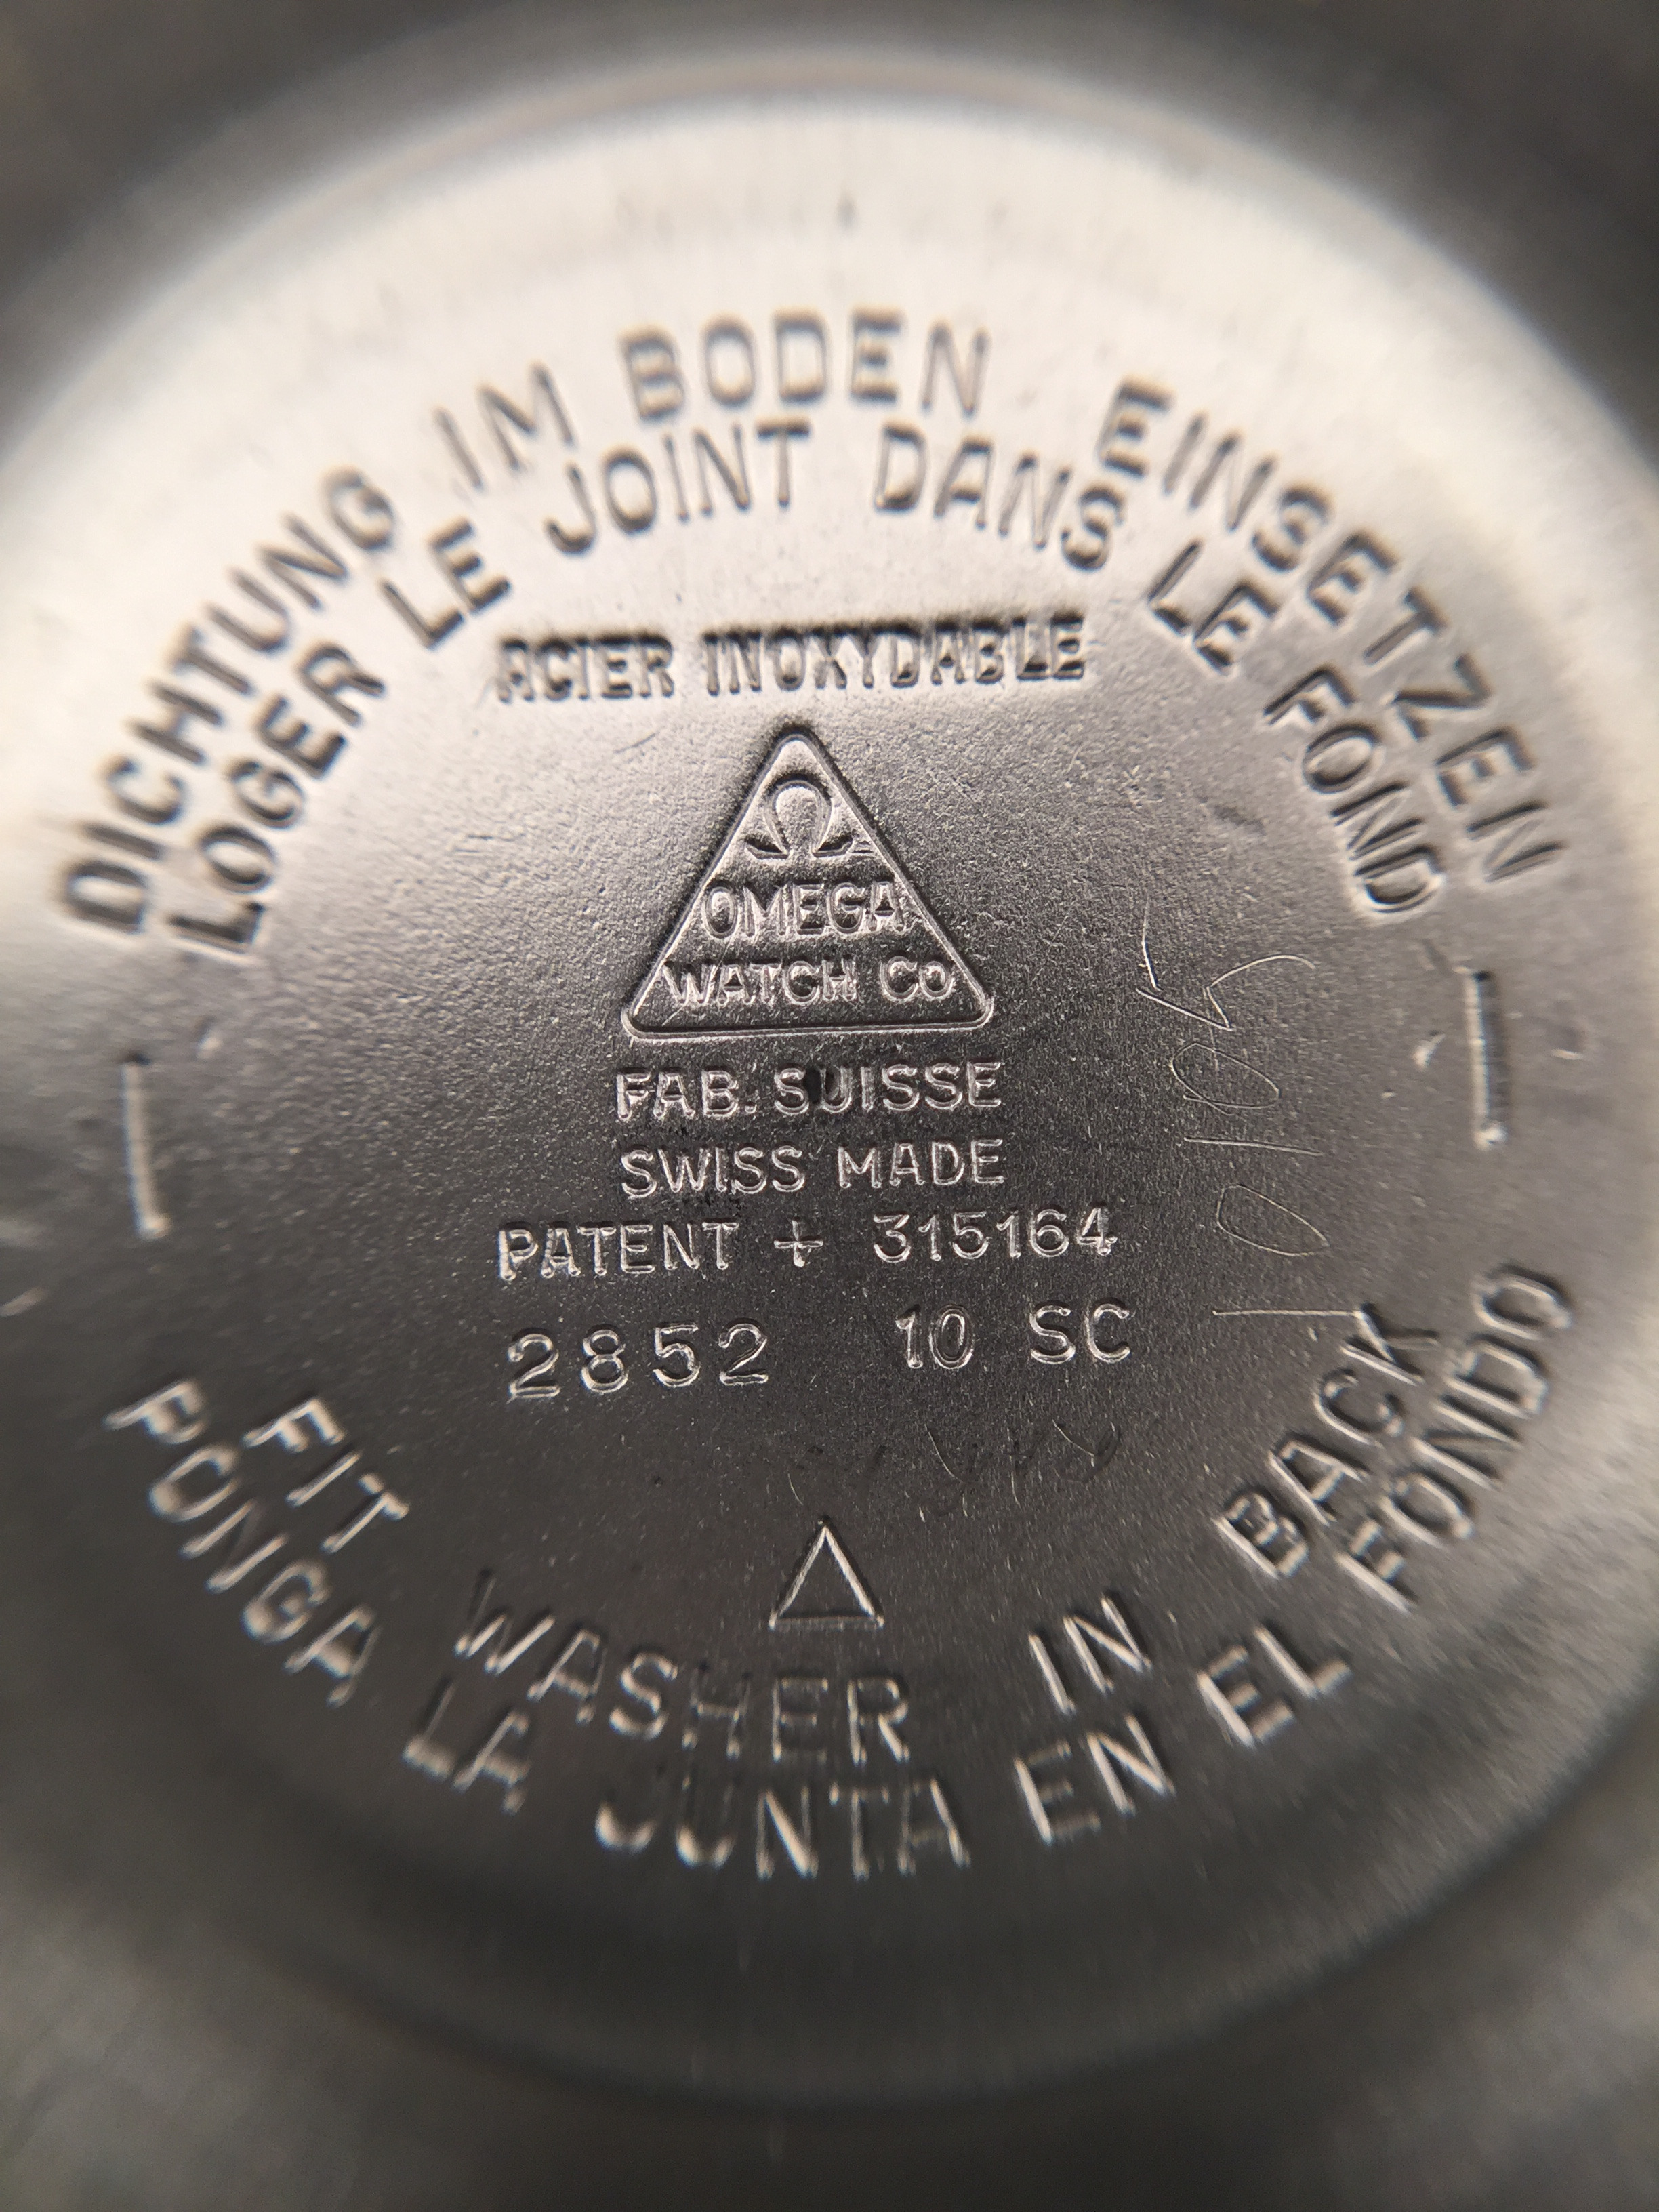 DICHTUNG IM BODEN EINSETZEN
LOGER LE JOINT DANS LE FOND
ACIER INOXYDABLE
Ω
OMEGA
WATCH Co
FAB. SUISSE
SWISS MADE
PATENT + 315164
2852 10 SC
10105
FIT WASHER IN BACK
PONGA LA JUNTA EN EL FONDO